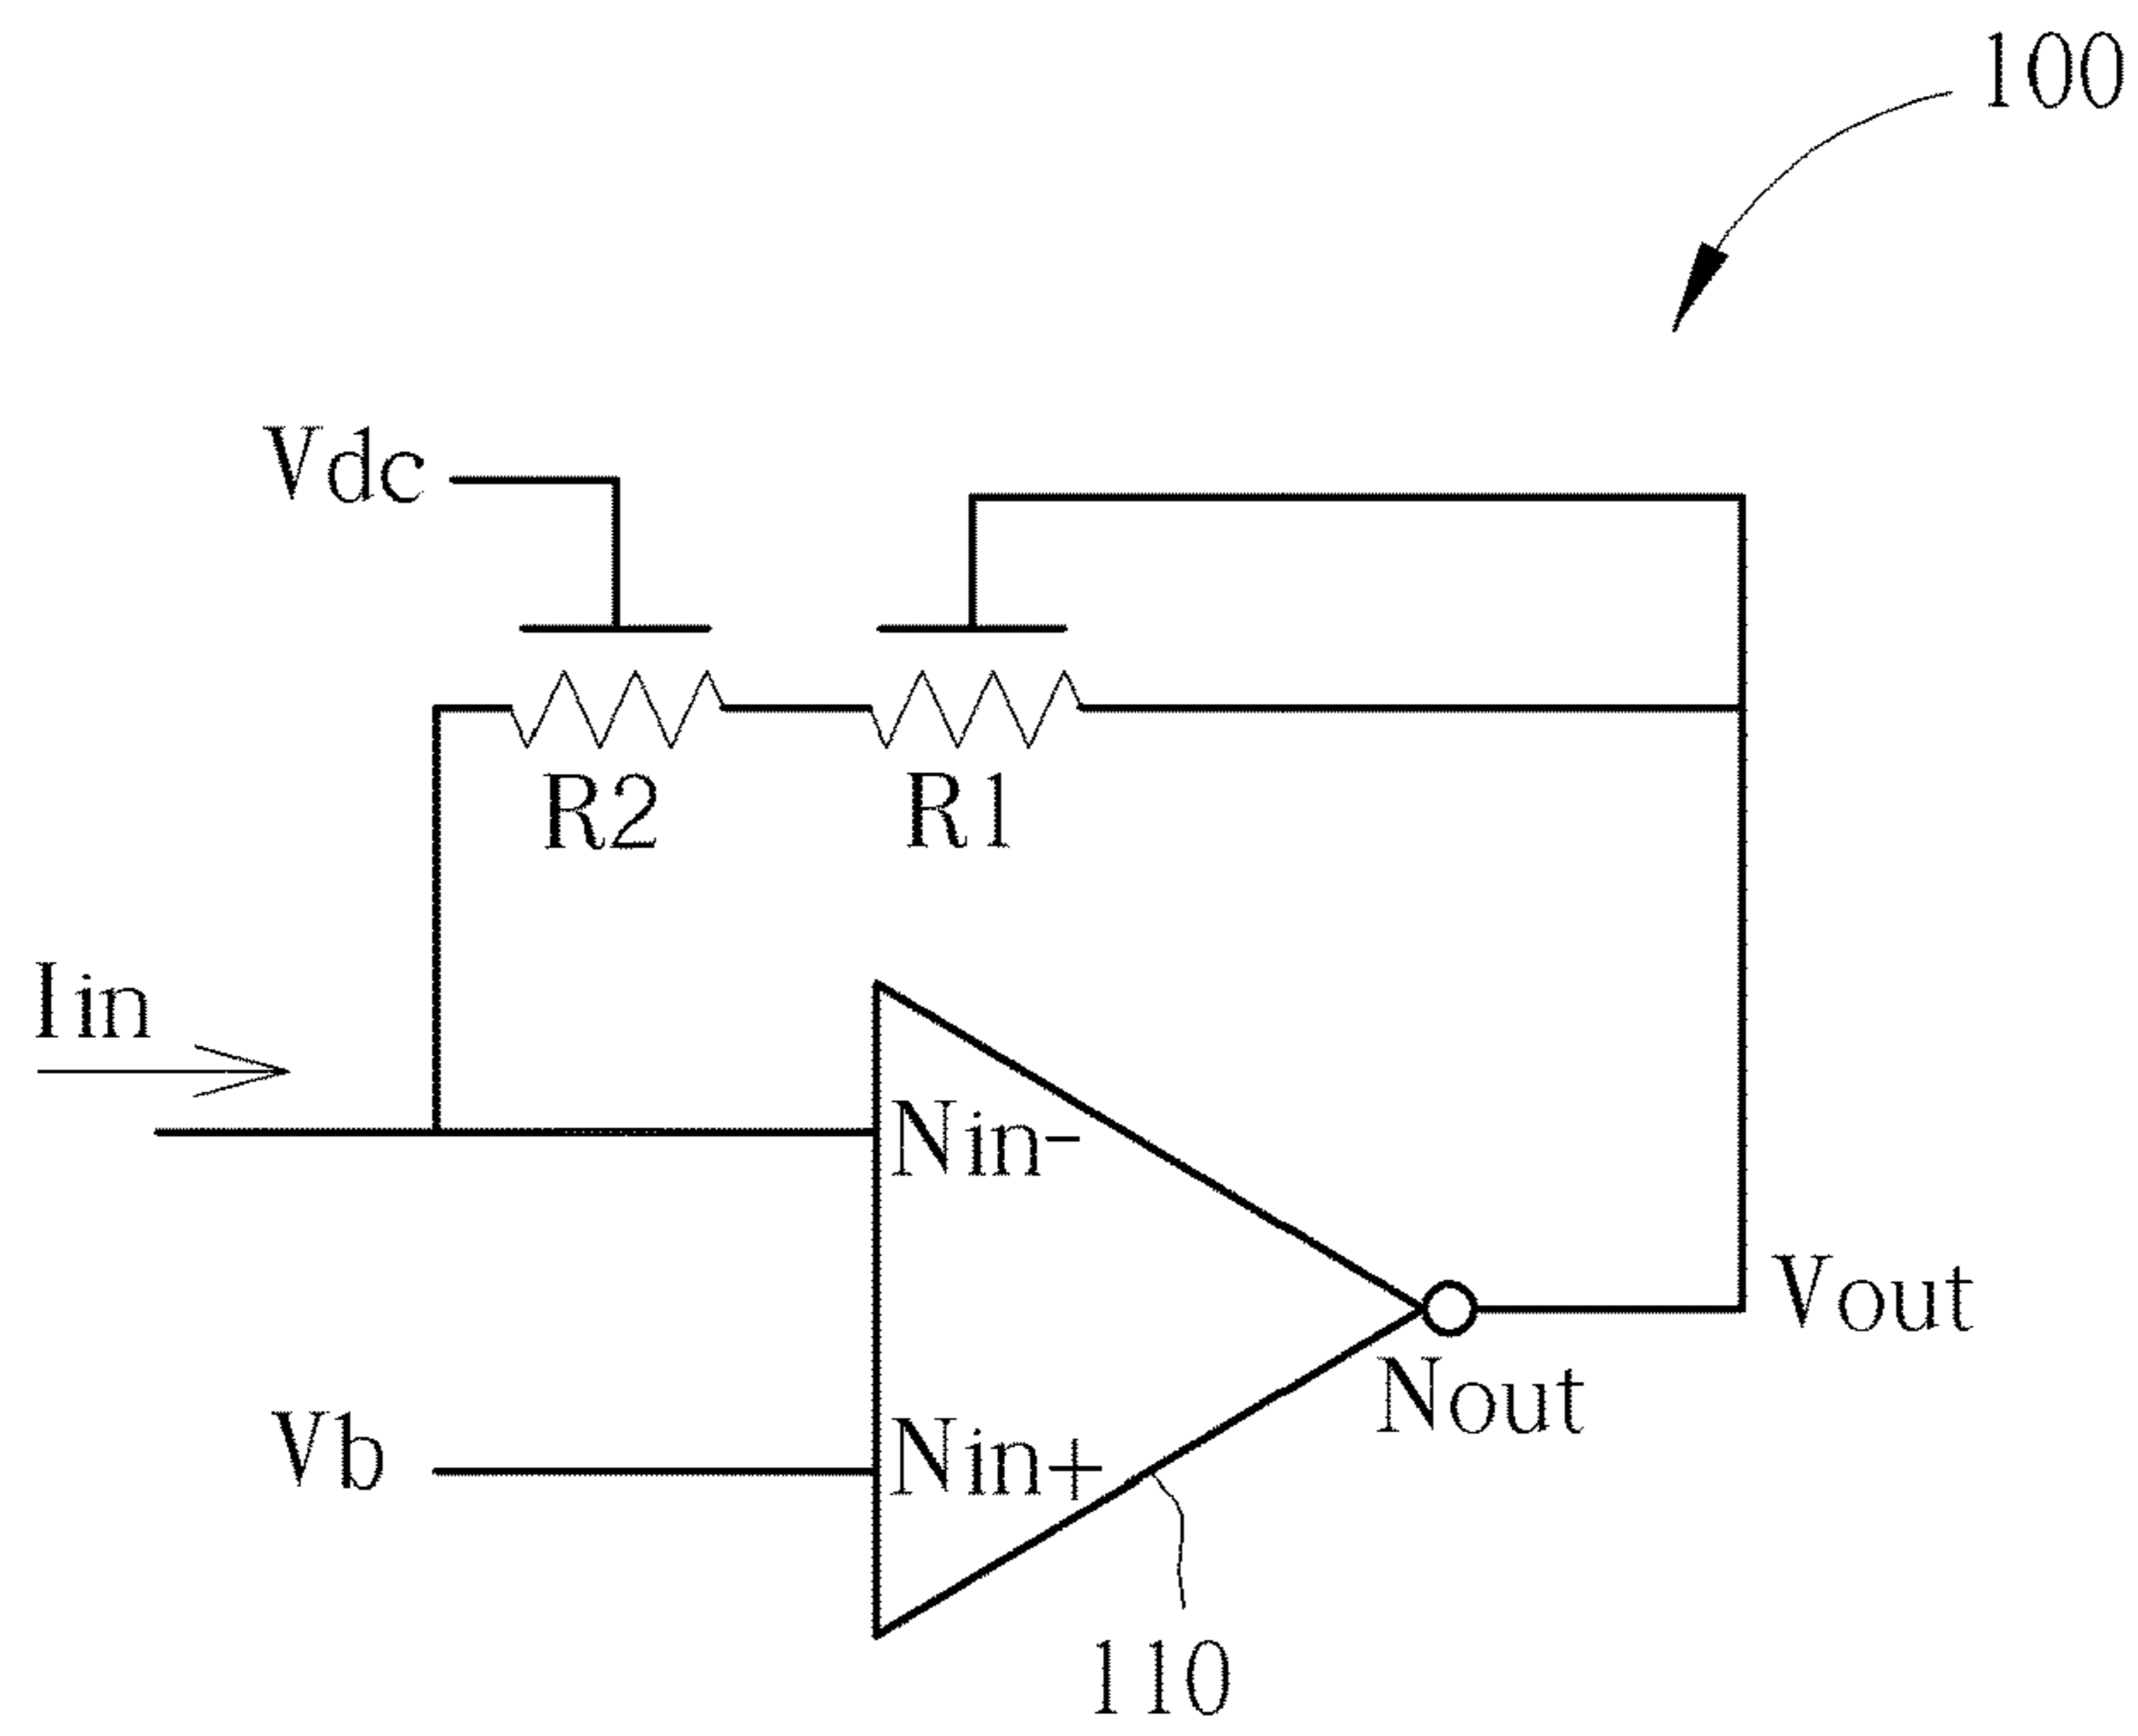 100
Vdc
R2
R1
Iin
Nin-
Vout
Nout
Vb
Nin+
110